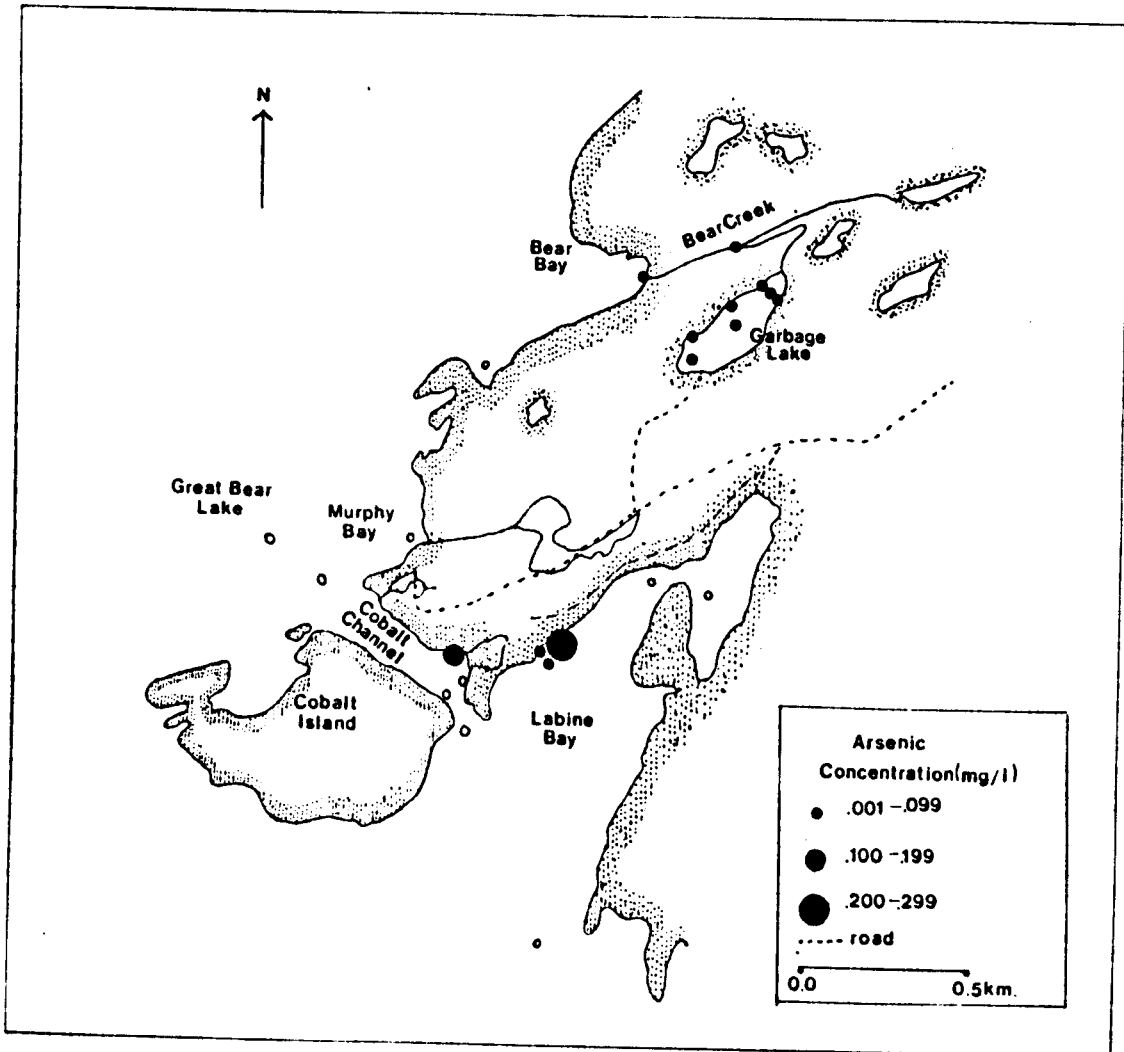 N
Bear Creek
Bear
Bay
Garbage
Lake
Great Bear
Lake
Murphy
Bay
Cobalt
Channel
Cobalt
Island
Labine
Bay
Arsenic
Concentration(mg/l)
.001-.099
.100-.199
.200-.299
road
0.0 0.5km.